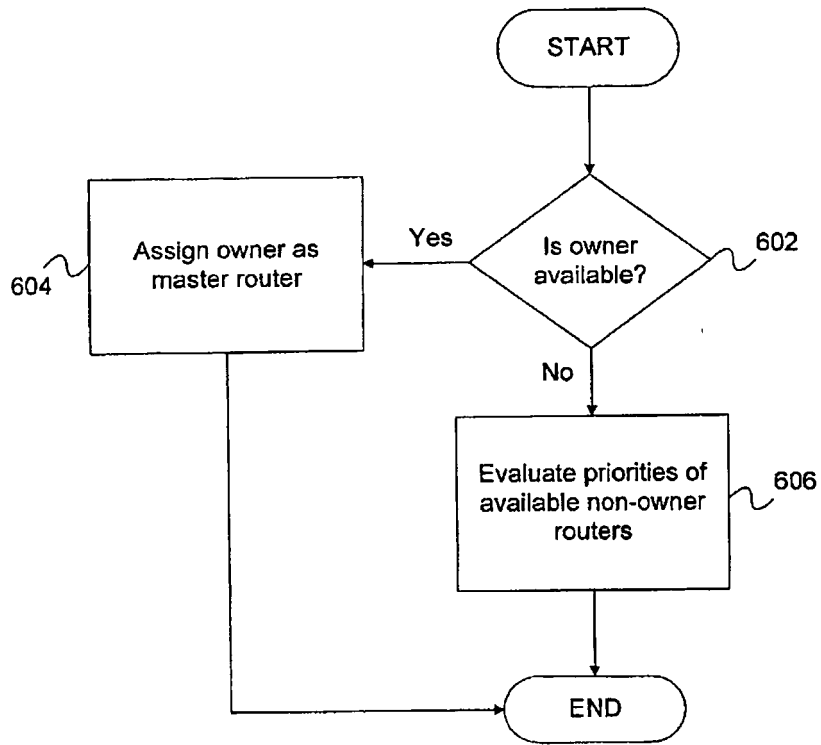 START
Is owner
available?
602
Yes
Assign owner as
master router
604
No
Evaluate priorities of
available non-owner
routers
606
END